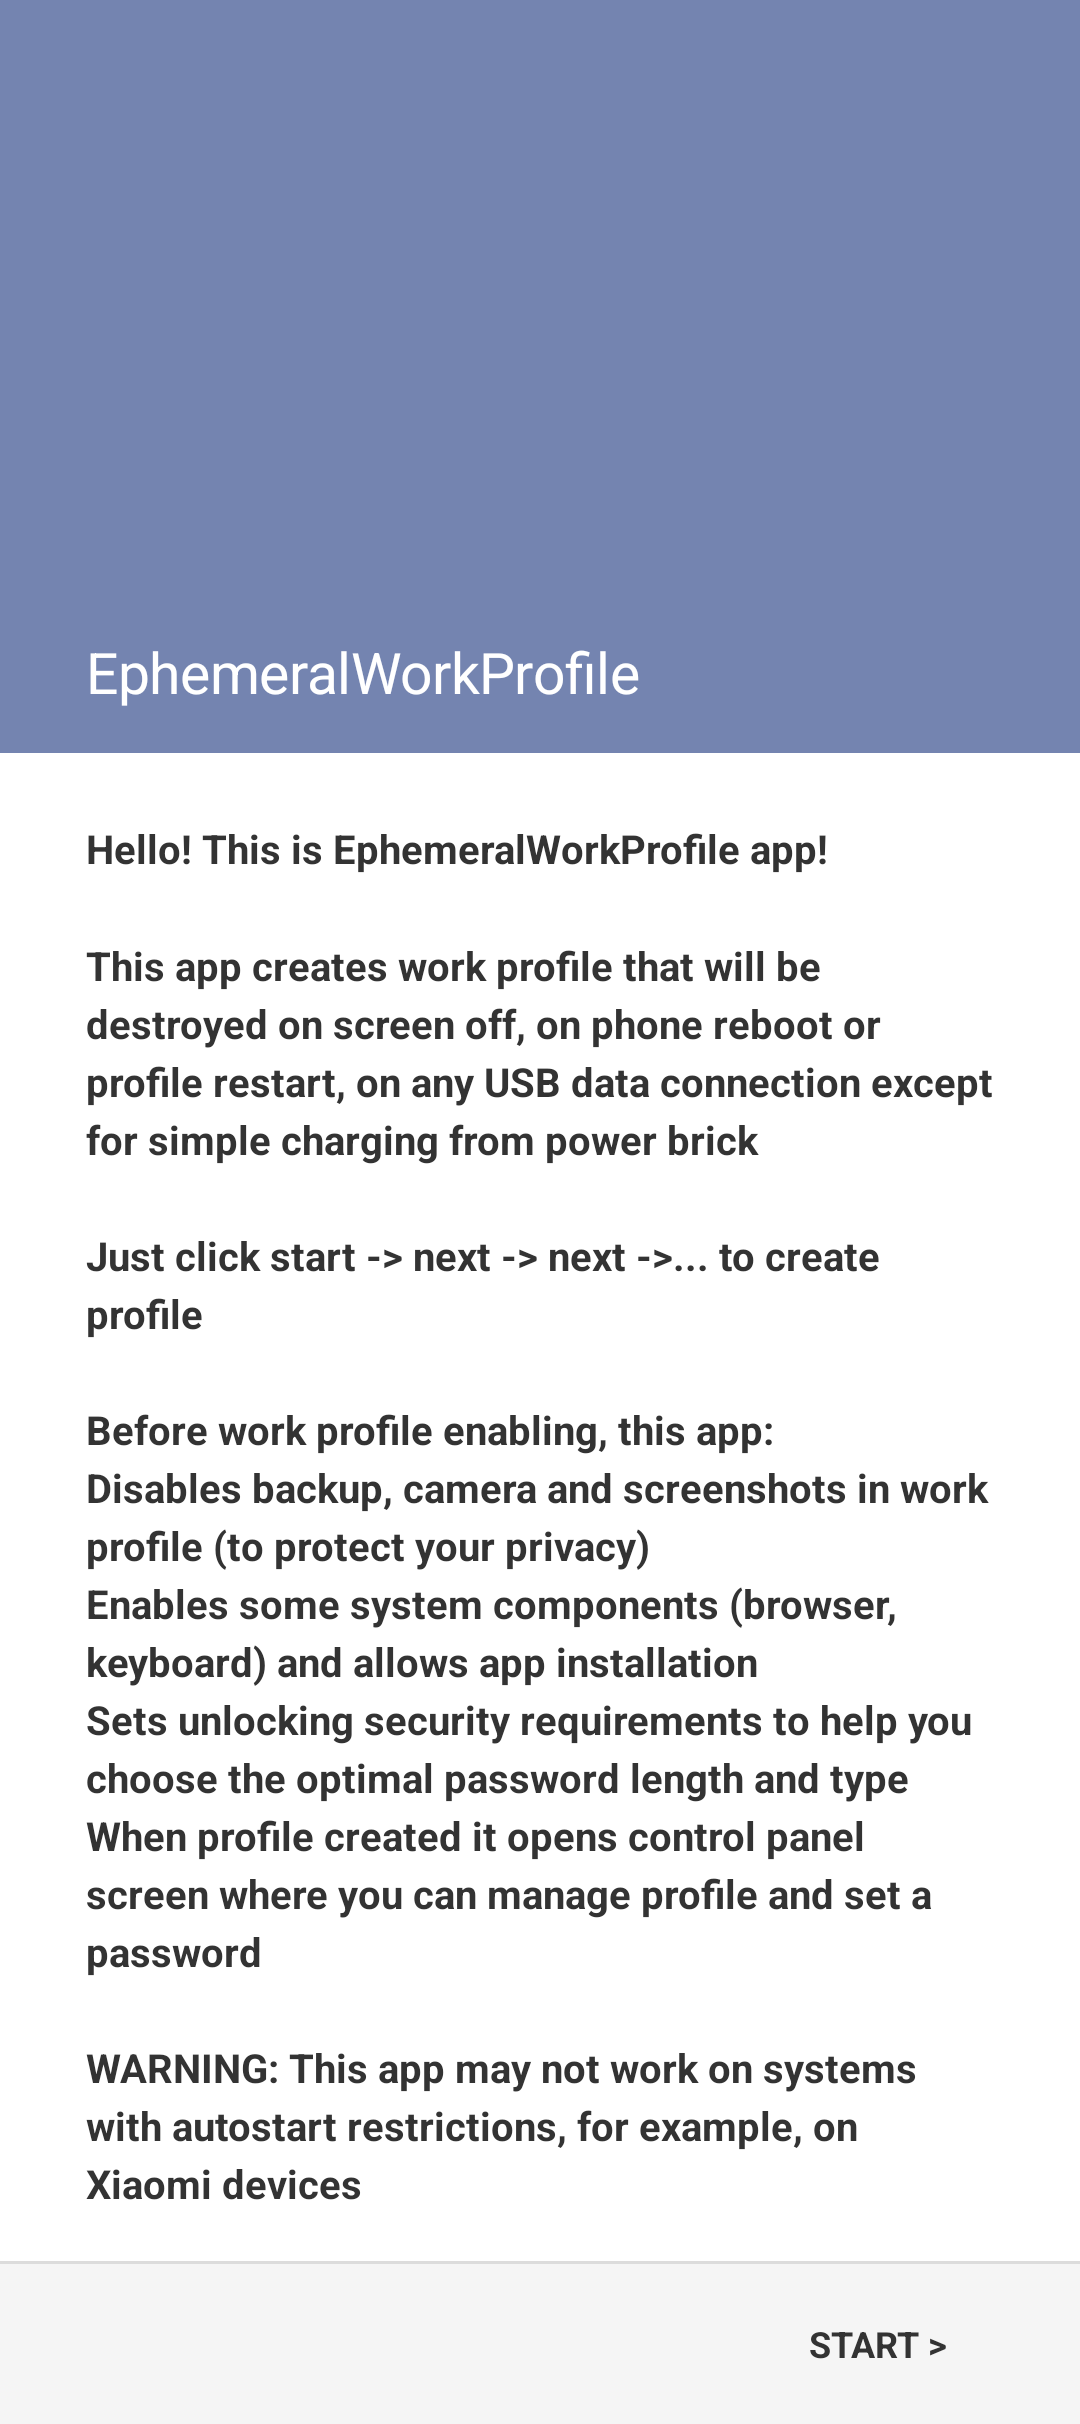 EphemeralWorkProfile
Hello! This is EphemeralWorkProfile app!
This app creates work profile that will be
destroyed on screen off, on phone reboot or
profile restart, on any USB data connection except
for simple charging from power brick
Just click start -> next -> next ->... to create
profile
Before work profile enabling, this app:
Disables backup, camera and screenshots in work
profile (to protect your privacy)
Enables some system components (browser,
keyboard) and allows app installation
Sets unlocking security requirements to help you
choose the optimal password length and type
When profile created it opens control panel
screen where you can manage profile and set a
password
WARNING: This app may not work on systems
with autostart restrictions, for example, on
Xiaomi devices
START >